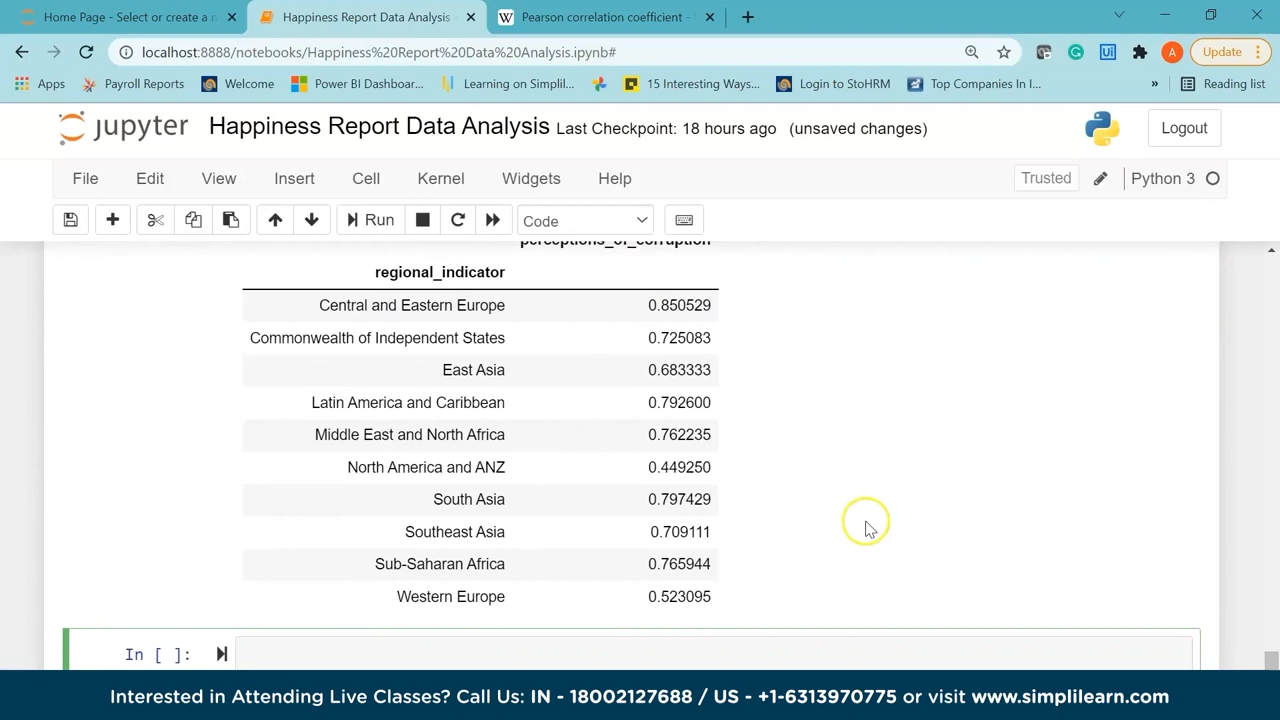 Home Page - Select or create a n
Happiness Report Data Analysis -
Pearson correlation coefficient -
localhost:8888/notebooks/Happiness%20Report%20Data%20Analysis.ipynb#
A
Update
Apps
Payroll Reports
Welcome
Power BI Dashboar...
Learning on Simplil...
15 Interesting Ways...
Login to StoHRM
Top Companies In I...
»
Reading list
jupyter
Happiness Report Data Analysis Last Checkpoint: 18 hours ago (unsaved changes)
Logout
File Edit View Insert Cell Kernel Widgets Help
Trusted
Python 3
Run
Code
perceptions_of_corruption
regional_indicator
Central and Eastern Europe 0.850529
Commonwealth of Independent States 0.725083
East Asia 0.683333
Latin America and Caribbean 0.792600
Middle East and North Africa 0.762235
North America and ANZ 0.449250
South Asia 0.797429
Southeast Asia 0.709111
Sub-Saharan Africa 0.765944
Western Europe 0.523095
In [ ]:
Interested in Attending Live Classes? Call Us: IN - 18002127688 / US - +1-6313970775 or visit www.simplilearn.com